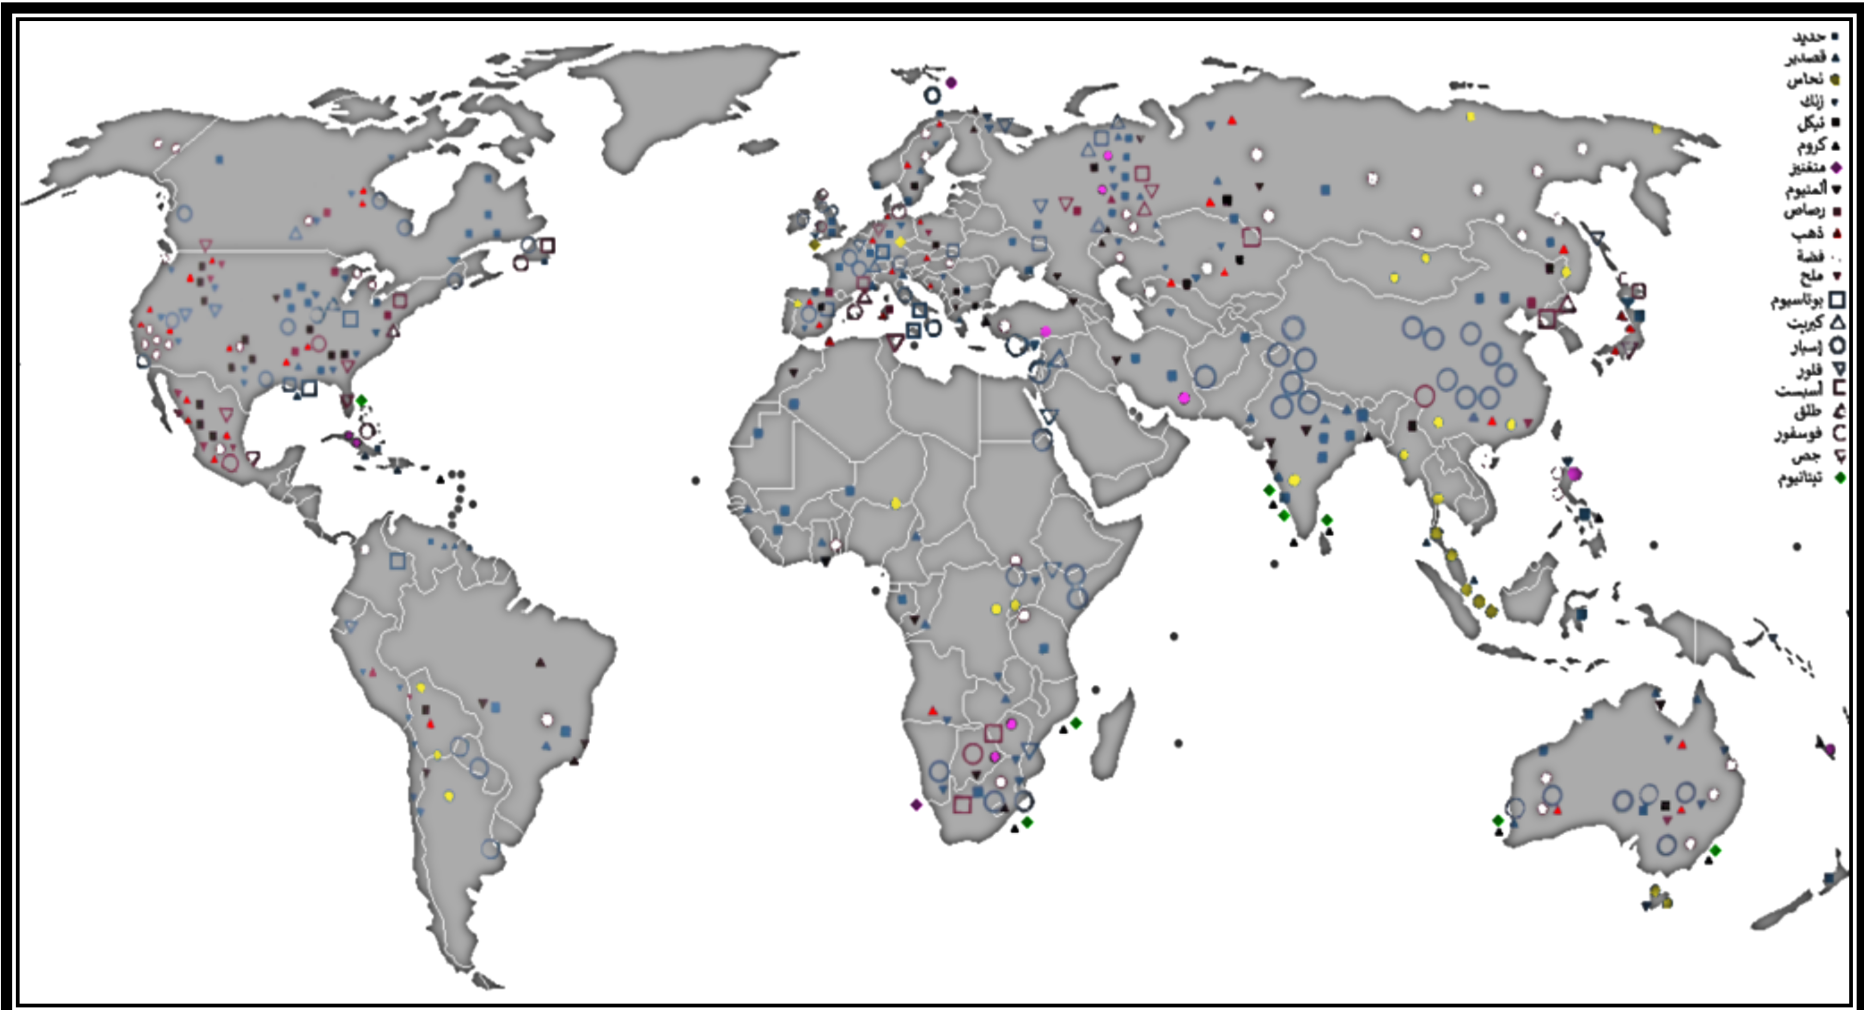 حديد
قصدير
نحاس
زنك
نيكل
كروم
منغنيز
ألمنيوم
رصاص
ذهب
فضة
ملح
بوتاسيوم
كبريت
إسبار
فلور
أسبست
طلق
فوسفور
جص
تيتانيوم